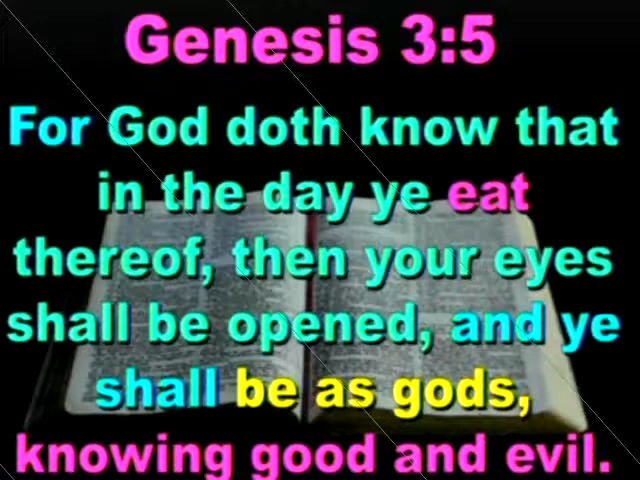 Genesis 3:5
For God doth know that
in the day ye eat
thereof, then your eyes
shall be opened, and ye
shall be as gods,
knowing good and evil.